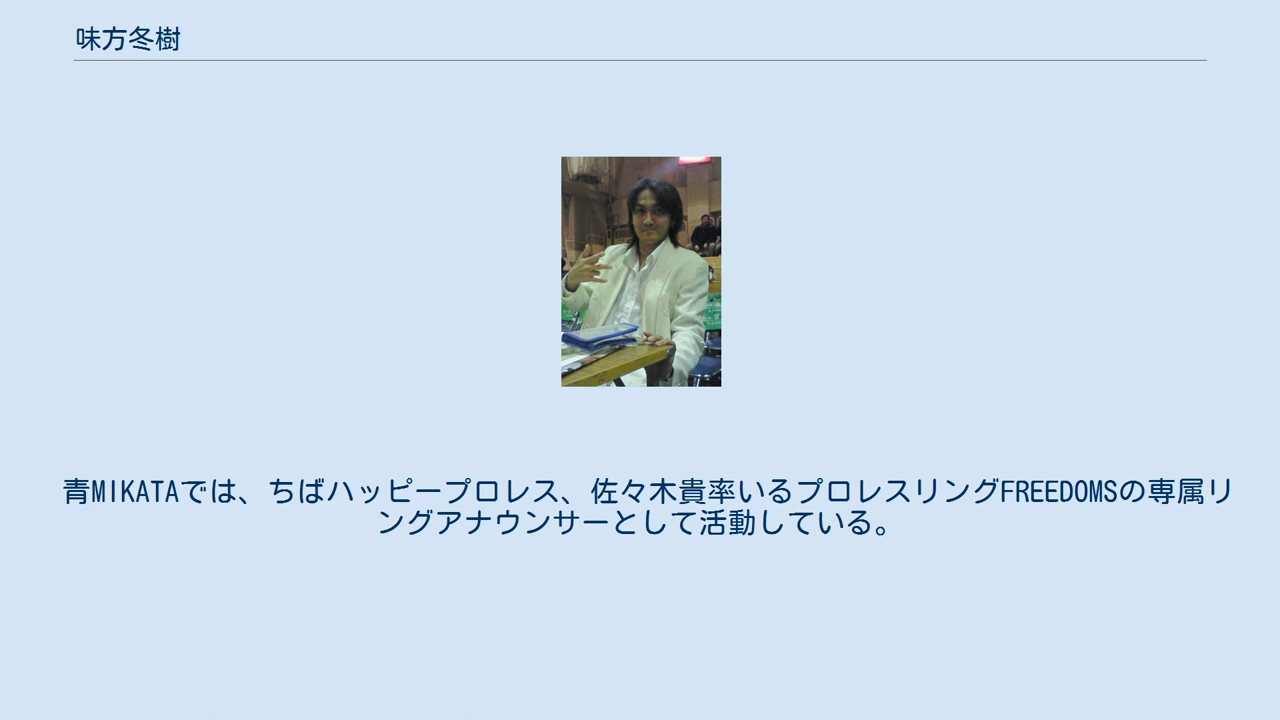 味方冬樹
青MIKATAでは、ちばハッピープロレス、佐々木貴率いるプロレスリングFREEDOMSの専属リ
ングアナウンサーとして活動している。